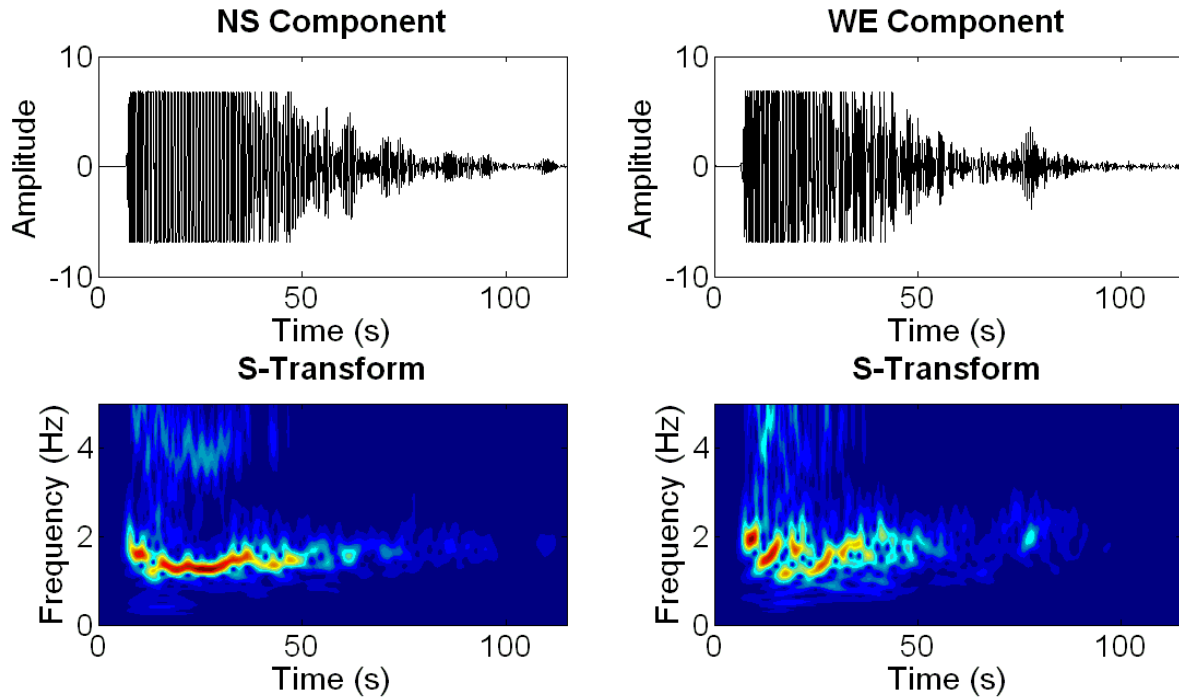 NS Component
10
0
-10
Amplitude
0 50 100
Time (s)
WE Component
10
0
-10
Amplitude
0 50 100
Time (s)
S-Transform
4
2
0
Frequency (Hz)
0 50 100
Time (s)
S-Transform
4
2
0
Frequency (Hz)
0 50 100
Time (s)